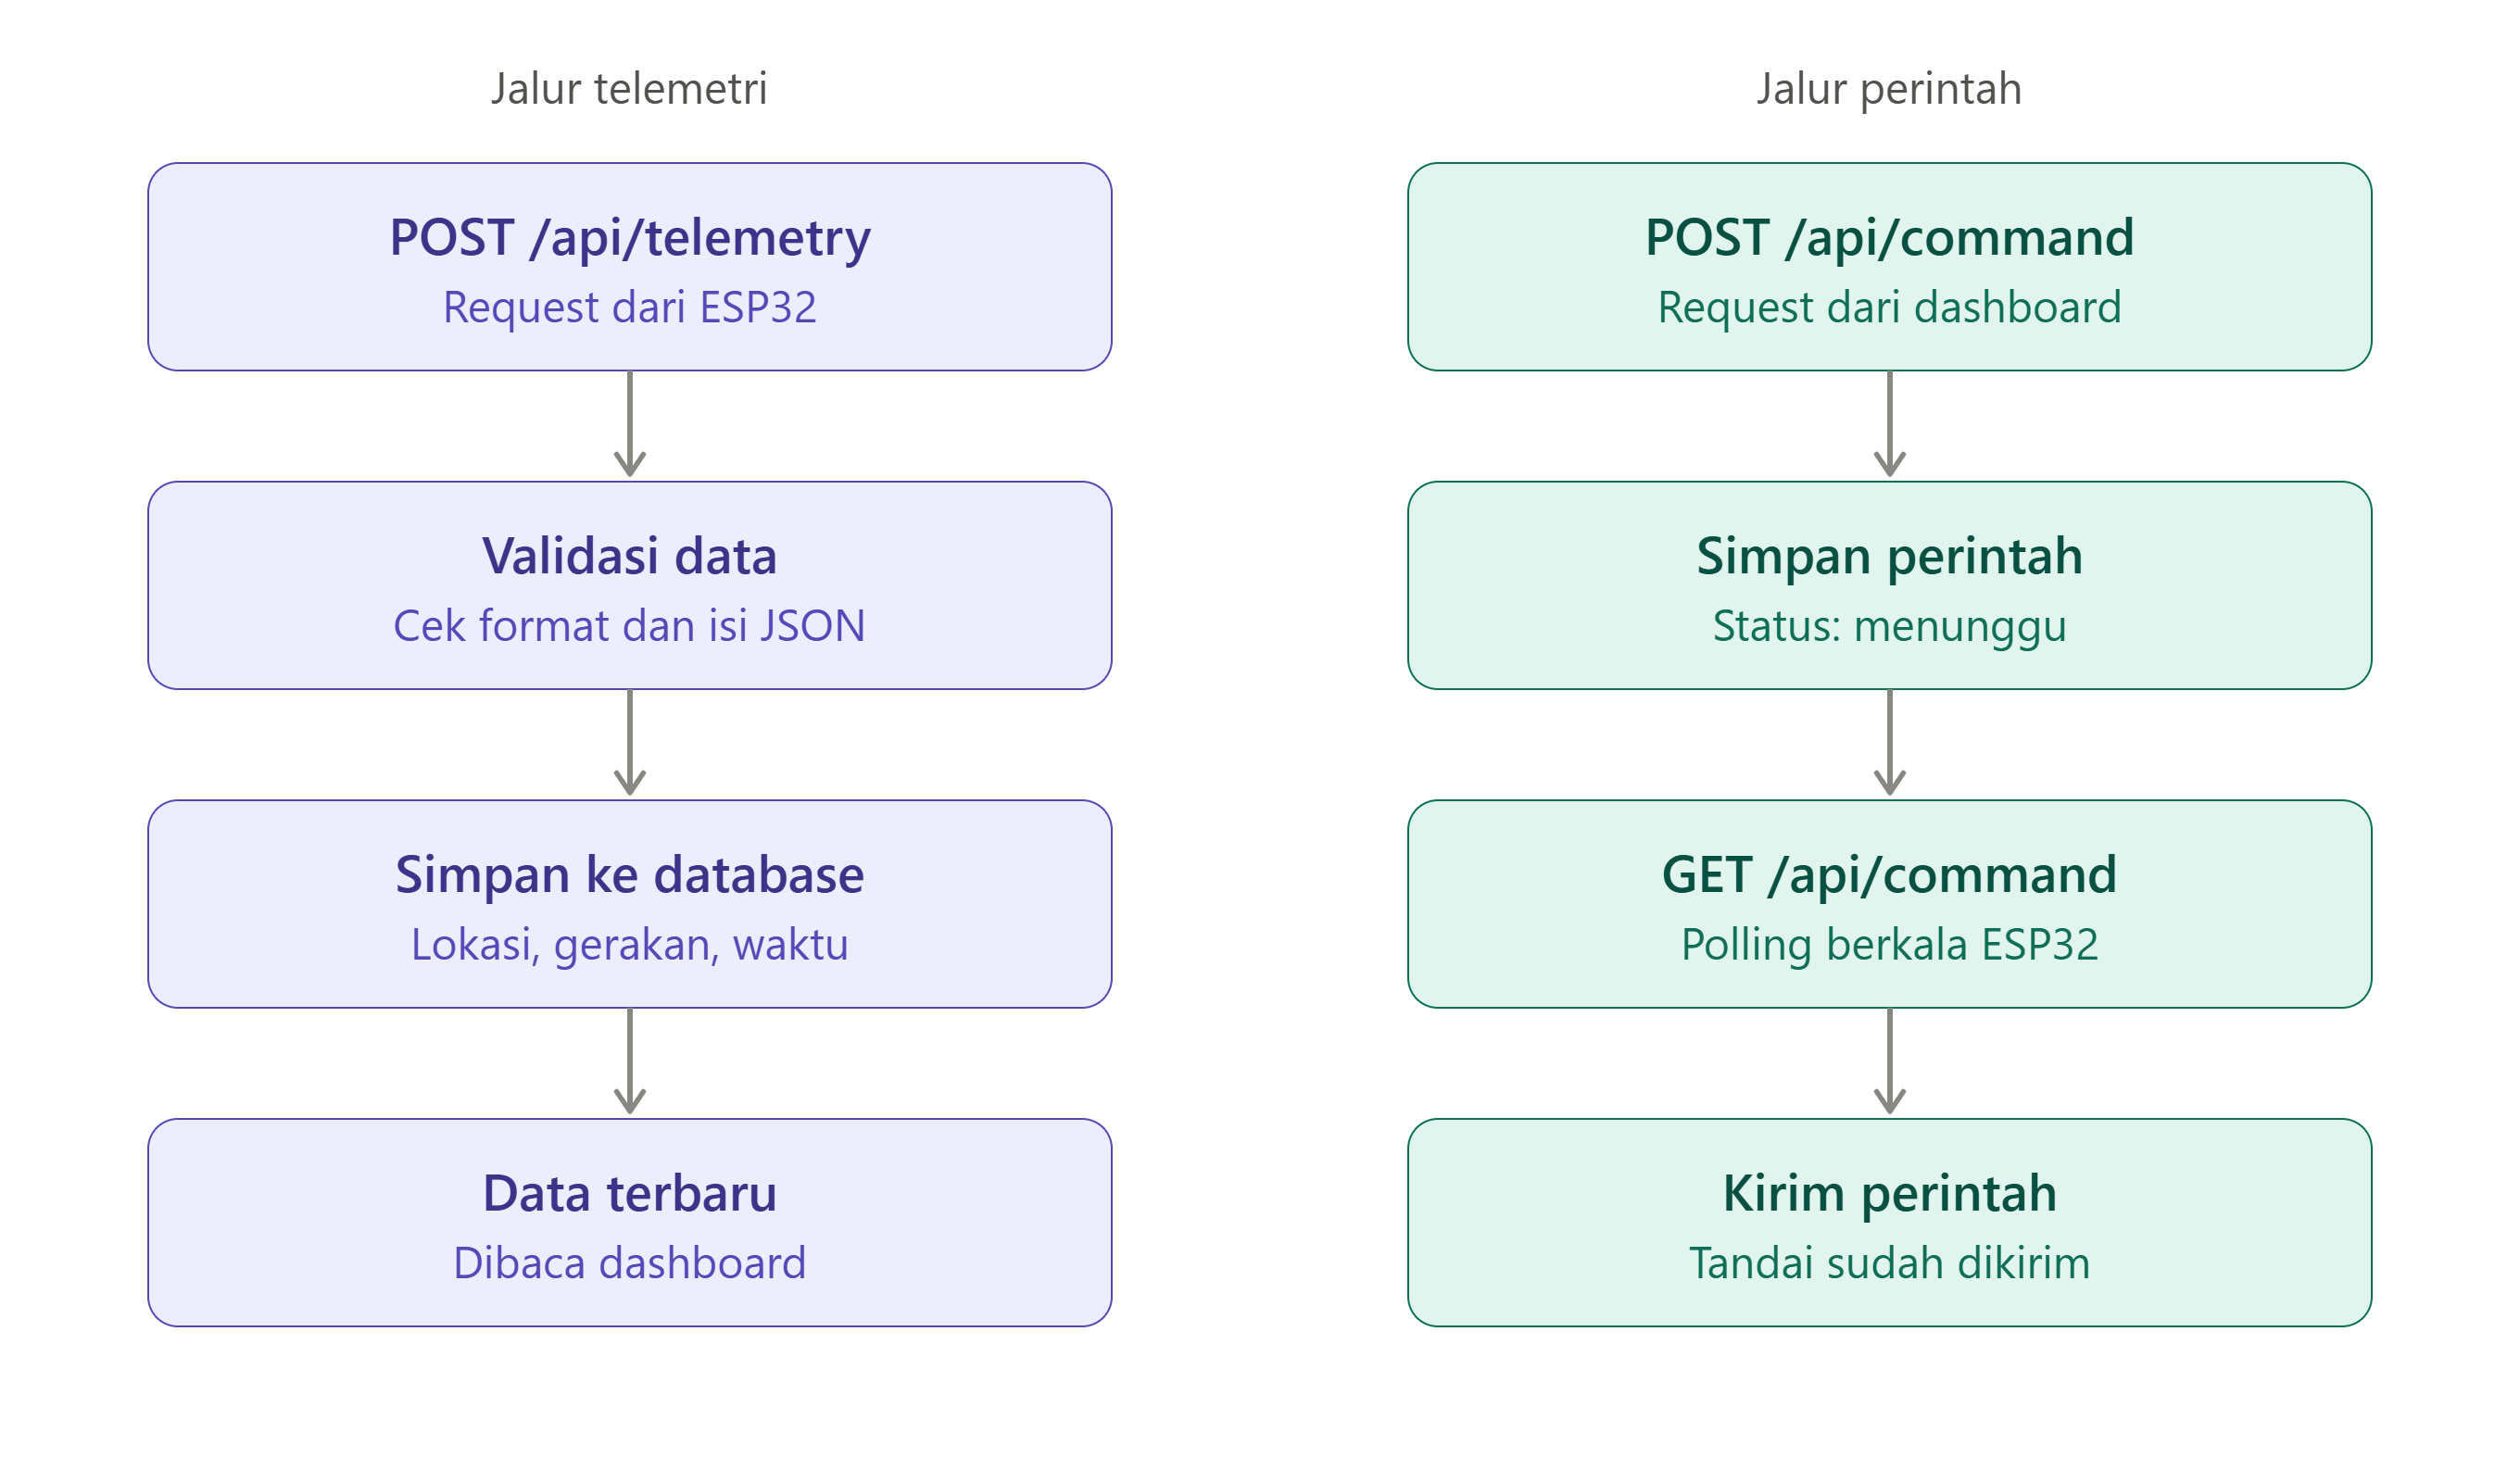 Jalur telemetri
POST /api/telemetry
Request dari ESP32
Validasi data
Cek format dan isi JSON
Simpan ke database
Lokasi, gerakan, waktu
Data terbaru
Dibaca dashboard
Jalur perintah
POST /api/command
Request dari dashboard
Simpan perintah
Status: menunggu
GET /api/command
Polling berkala ESP32
Kirim perintah
Tandai sudah dikirim